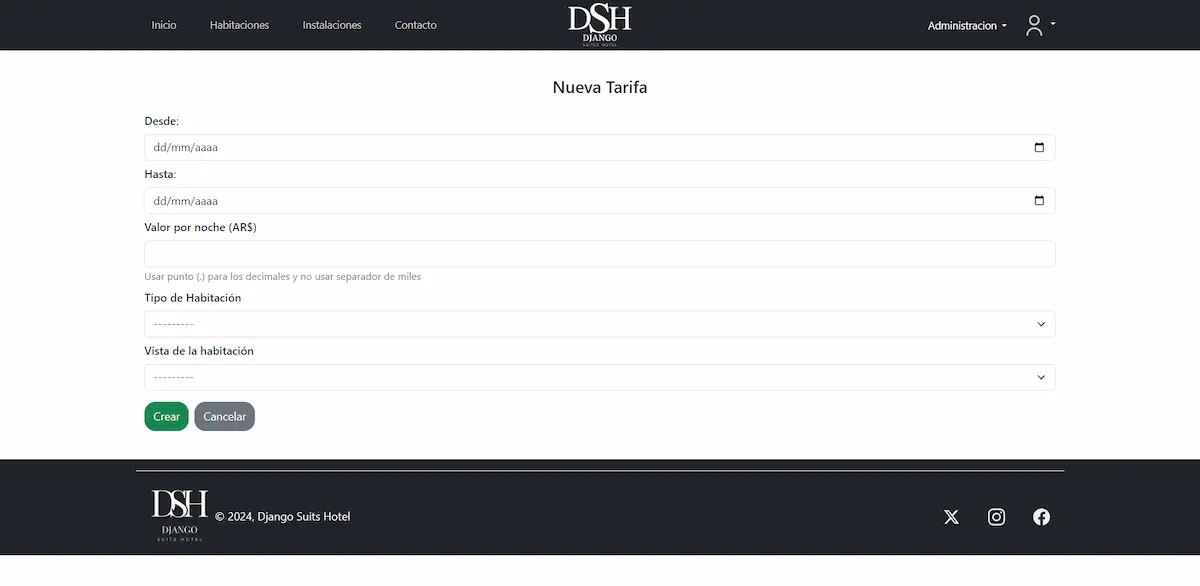 Inicio
Habitaciones
Instalaciones
Contacto
DSH
DJANGO
SUITES HOTEL
Administracion
Nueva Tarifa
Desde:
dd/mm/aaaa
Hasta:
dd/mm/aaaa
Valor por noche (AR$)
Usar punto (.) para los decimales y no usar separador de miles
Tipo de Habitación
---------
Vista de la habitación
---------
Crear
Cancelar
DSH
DJANGO
SUITES HOTEL
© 2024, Django Suits Hotel